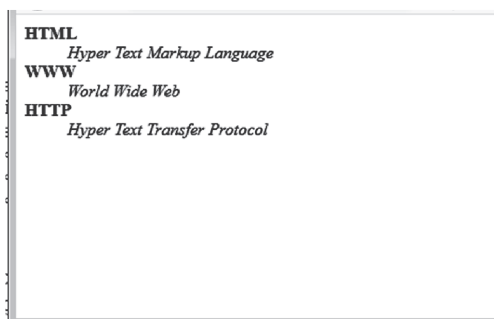 HTML
Hyper Text Markup Language
WWW
World Wide Web
HTTP
Hyper Text Transfer Protocol